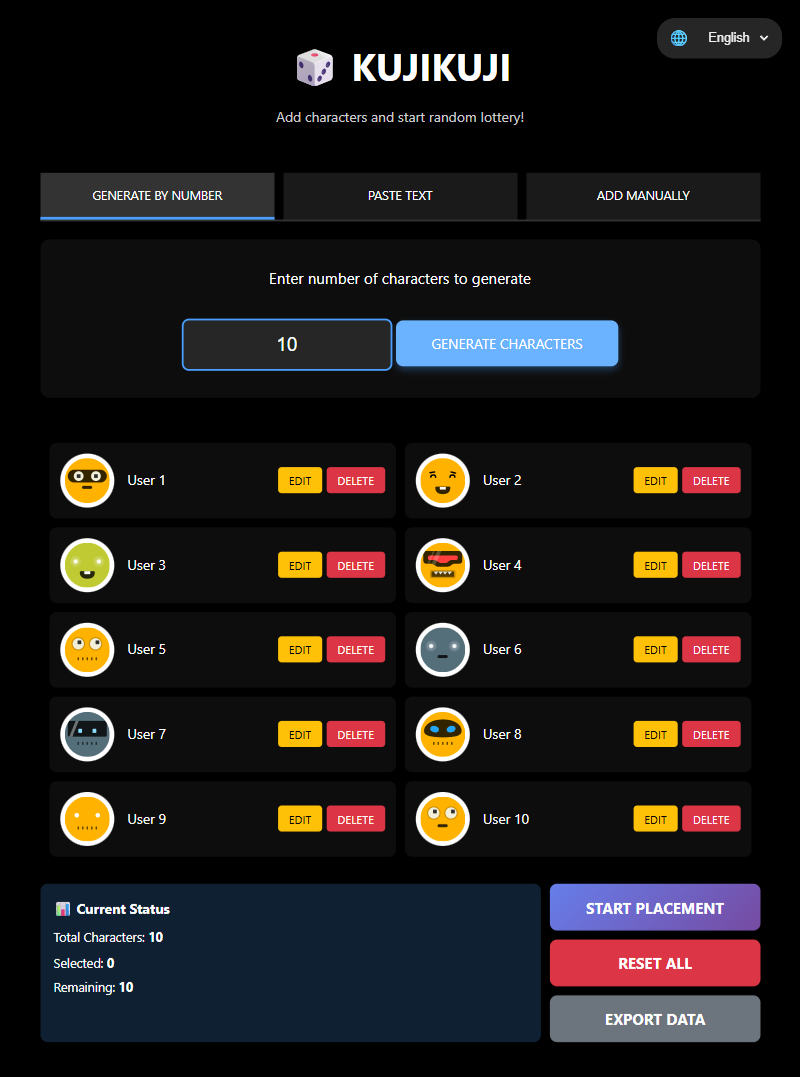 English
KUJIKUJI
Add characters and start random lottery!
GENERATE BY NUMBER PASTE TEXT ADD MANUALLY
Enter number of characters to generate
10 GENERATE CHARACTERS
User 1 EDIT DELETE User 2 EDIT DELETE
User 3 EDIT DELETE User 4 EDIT DELETE
User 5 EDIT DELETE User 6 EDIT DELETE
User 7 EDIT DELETE User 8 EDIT DELETE
User 9 EDIT DELETE User 10 EDIT DELETE
Current Status
Total Characters: 10
Selected: 0
Remaining: 10
START PLACEMENT
RESET ALL
EXPORT DATA